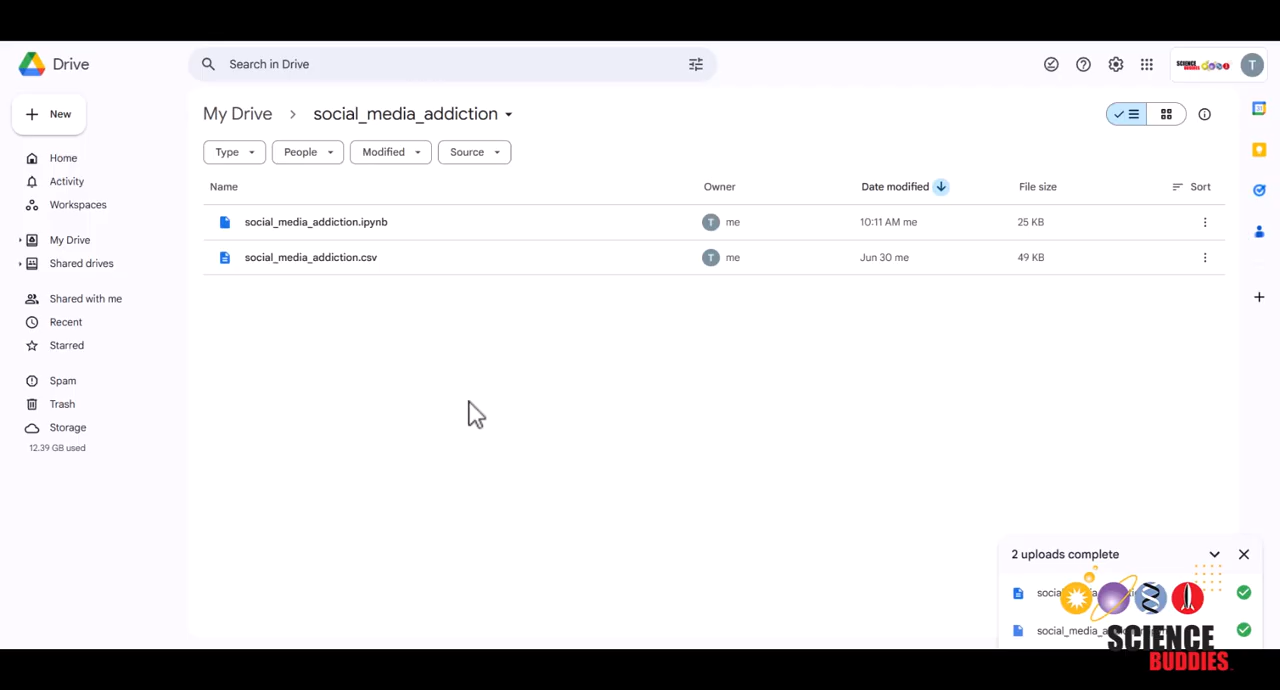 Drive
Search in Drive
SCIENCE
T
New
My Drive > social_media_addiction
Type
People
Modified
Source
Home
Activity
Workspaces
My Drive
Shared drives
Shared with me
Recent
Starred
Spam
Trash
Storage
12.39 GB used
Name Owner Date modified File size Sort
social_media_addiction.ipynb T me 10:11 AM me 25 KB
social_media_addiction.csv T me Jun 30 me 49 KB
31
2 uploads complete
social_media_a
SCIENCE
BUDDIES